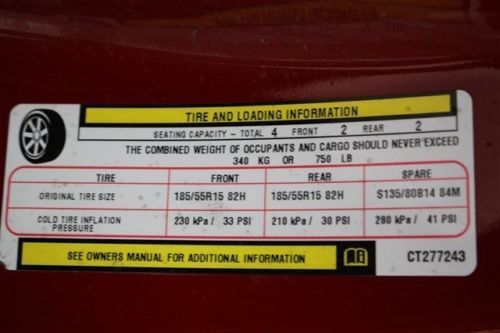 TIRE AND LOADING INFORMATION
SEATING CAPACITY – TOTAL 4 FRONT 2 REAR 2
THE COMBINED WEIGHT OF OCCUPANTS AND CARGO SHOULD NEVER EXCEED
340 KG OR 750 LB
TIRE FRONT REAR SPARE
ORIGINAL TIRE SIZE 185/55R15 82H 185/55R15 82H S135/80B14 84M
COLD TIRE INFLATION PRESSURE 230 kPa / 33 PSI 210 kPa / 30 PSI 280 kPa / 41 PSI
SEE OWNERS MANUAL FOR ADDITIONAL INFORMATION CT277243